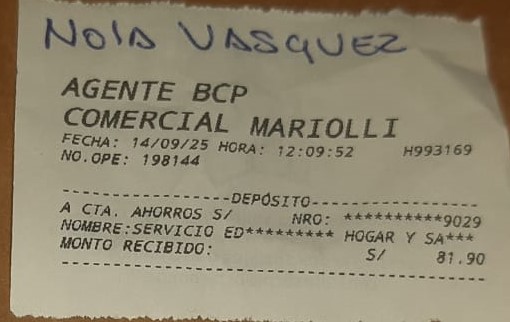 NOIA VASQUEZ
AGENTE BCP
COMERCIAL MARIOLLI
FECHA: 14/09/25 HORA: 12:09:52 H993169
NO.OPE: 198144
--------------------DEPÓSITO--------------------
A CTA. AHORROS S/ NRO: **********9029
NOMBRE:SERVICIO ED********* HOGAR Y SA***
MONTO RECIBIDO: S/ 81.90
------------------------------------------------